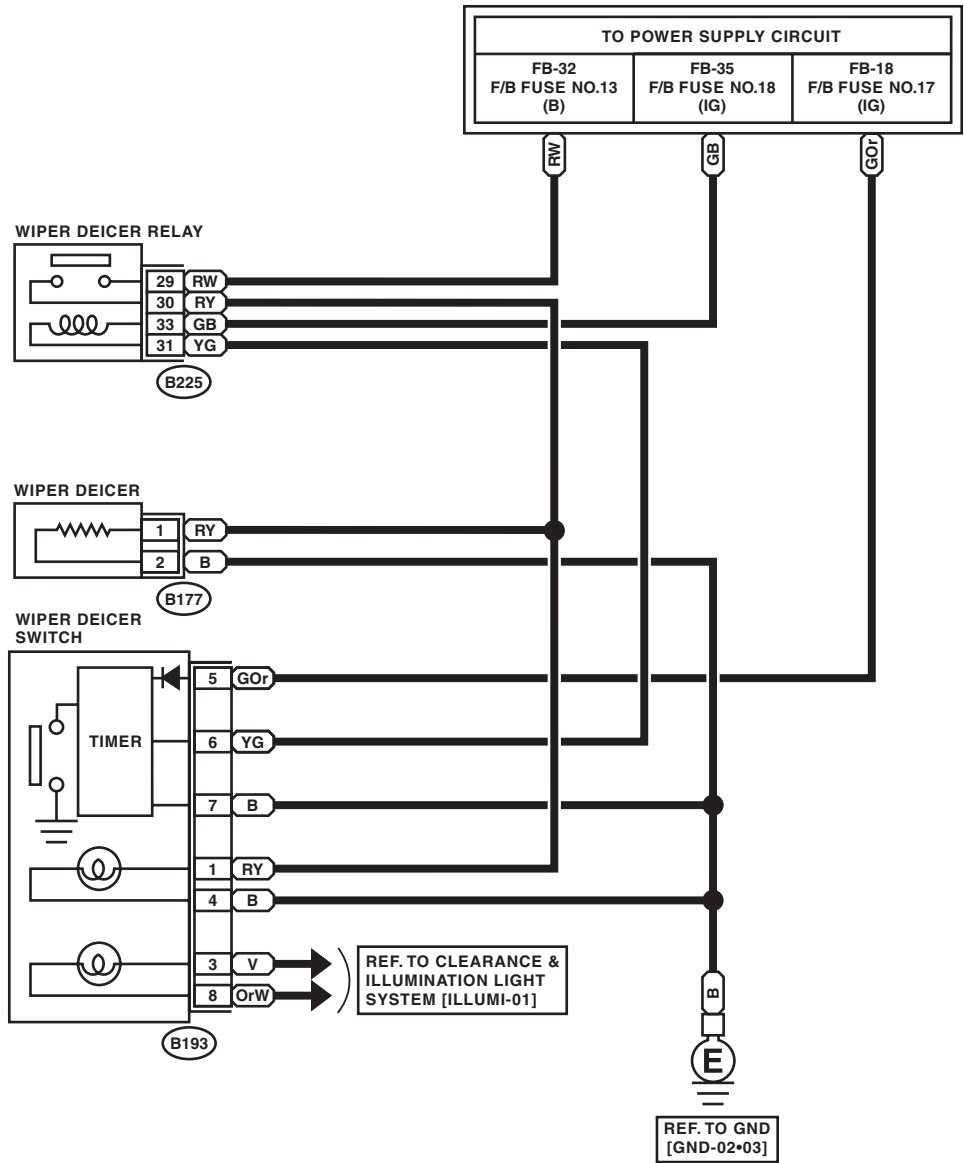 TO POWER SUPPLY CIRCUIT
FB-32
F/B FUSE NO.13
(B)
FB-35
F/B FUSE NO.18
(IG)
FB-18
F/B FUSE NO.17
(IG)
RW
GB
GOr
WIPER DEICER RELAY
29 RW
30 RY
33 GB
31 YG
B225
WIPER DEICER
1 RY
2 B
B177
WIPER DEICER
SWITCH
TIMER
5 GOr
6 YG
7 B
1 RY
4 B
3 V
8 OrW
B193
REF. TO CLEARANCE &
ILLUMINATION LIGHT
SYSTEM [ILLUMI-01]
B
E
REF. TO GND
[GND-02•03]